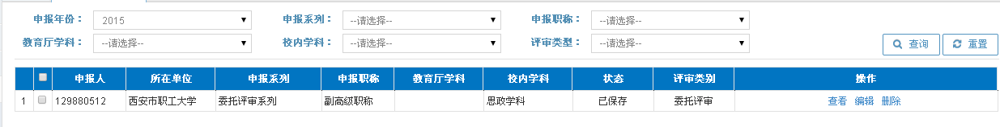 申报年份： 2015 申报系列： --请选择-- 申报职称： --请选择--
教育厅学科： --请选择-- 校内学科： --请选择-- 评审类型： --请选择-- 查询 重置
申报人 所在单位 申报系列 申报职称 教育厅学科 校内学科 状态 评审类别 操作
1 129880512 西安市职工大学 委托评审系列 副高级职称 思政学科 已保存 委托评审 查看 编辑 删除